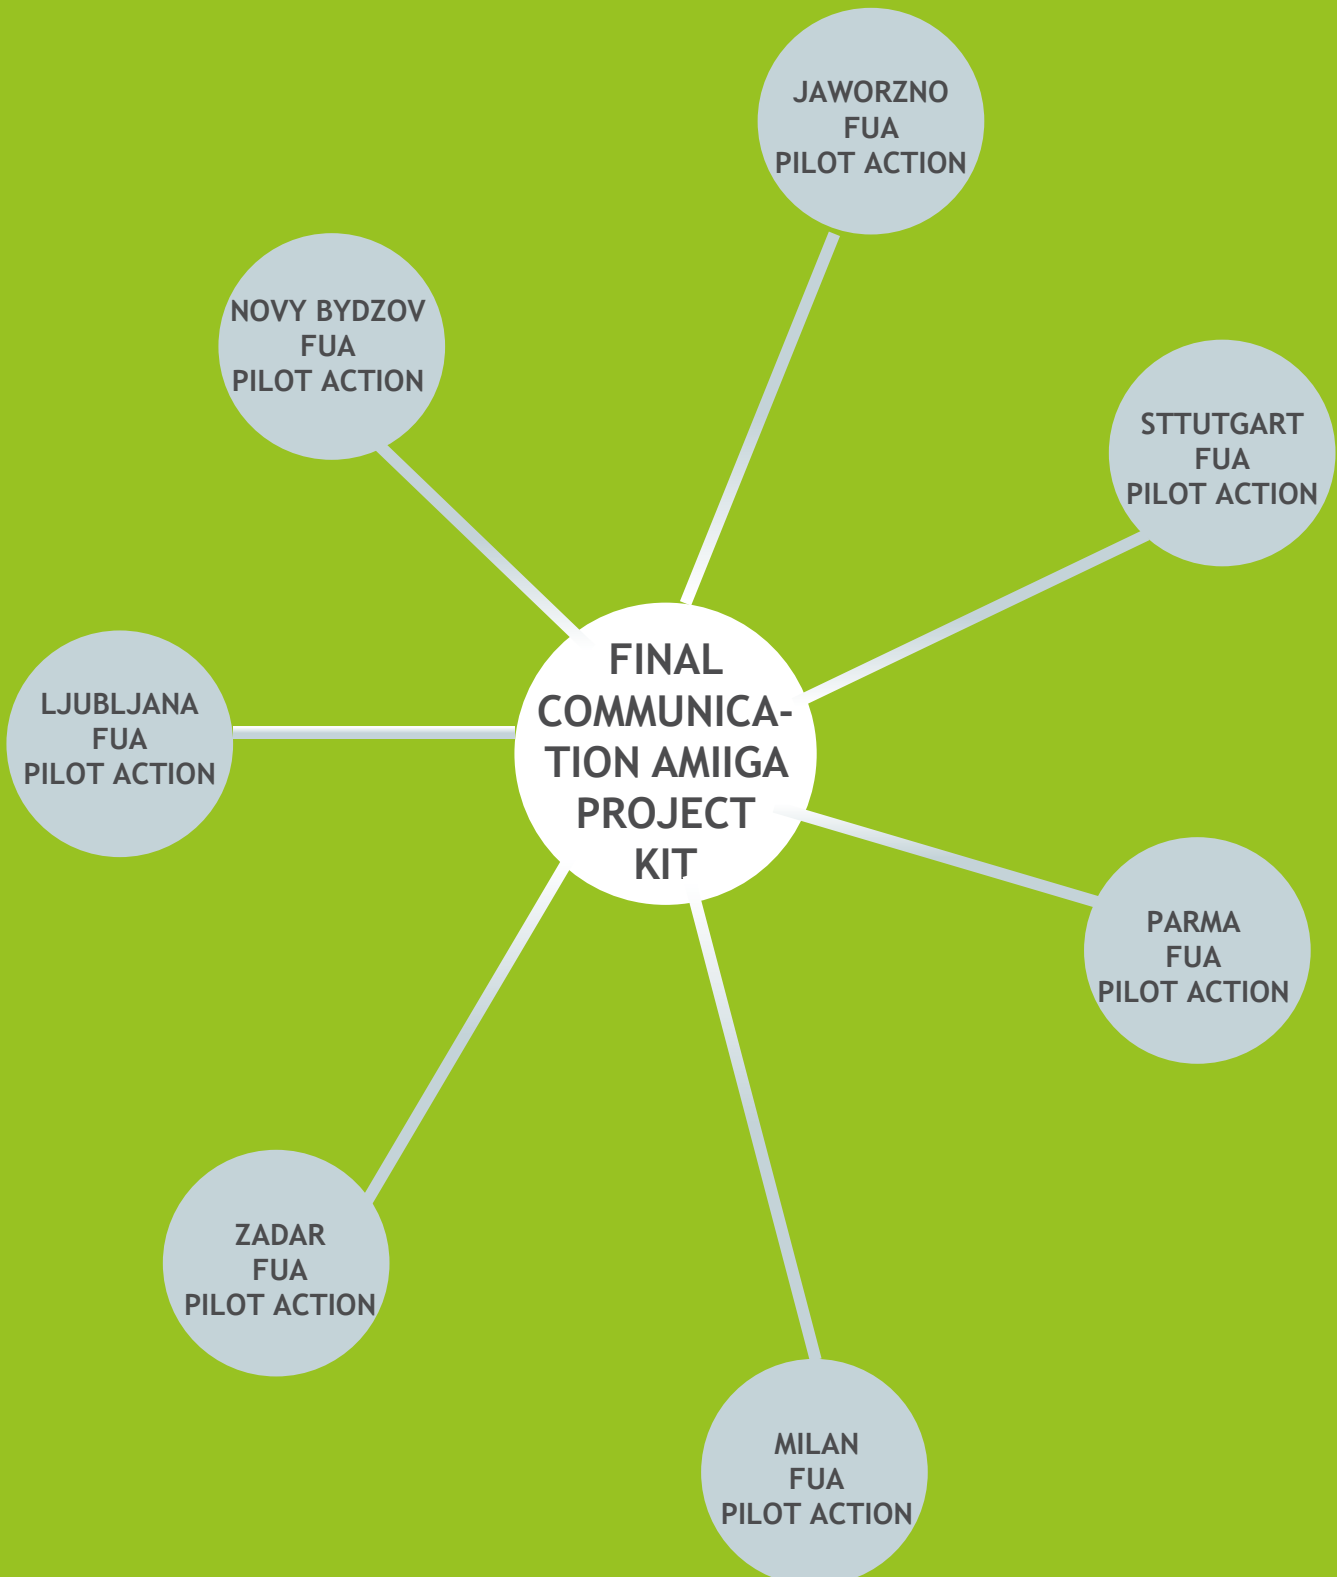 JAWORZNO
FUA
PILOT ACTION
NOVY BYDZOV
FUA
PILOT ACTION
STTUTGART
FUA
PILOT ACTION
FINAL
COMMUNICA-
TION AMIIGA
PROJECT
KIT
LJUBLJANA
FUA
PILOT ACTION
PARMA
FUA
PILOT ACTION
ZADAR
FUA
PILOT ACTION
MILAN
FUA
PILOT ACTION